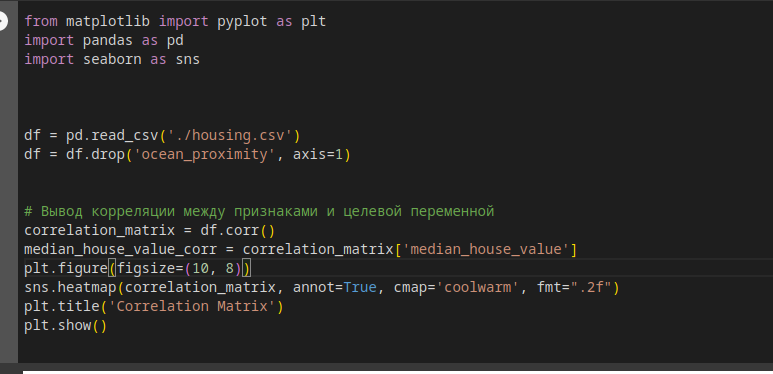 from matplotlib import pyplot as plt
import pandas as pd
import seaborn as sns
df = pd.read_csv('./housing.csv')
df = df.drop('ocean_proximity', axis=1)
# Вывод корреляции между признаками и целевой переменной
correlation_matrix = df.corr()
median_house_value_corr = correlation_matrix['median_house_value']
plt.figure(figsize=(10, 8))
sns.heatmap(correlation_matrix, annot=True, cmap='coolwarm', fmt=".2f")
plt.title('Correlation Matrix')
plt.show()